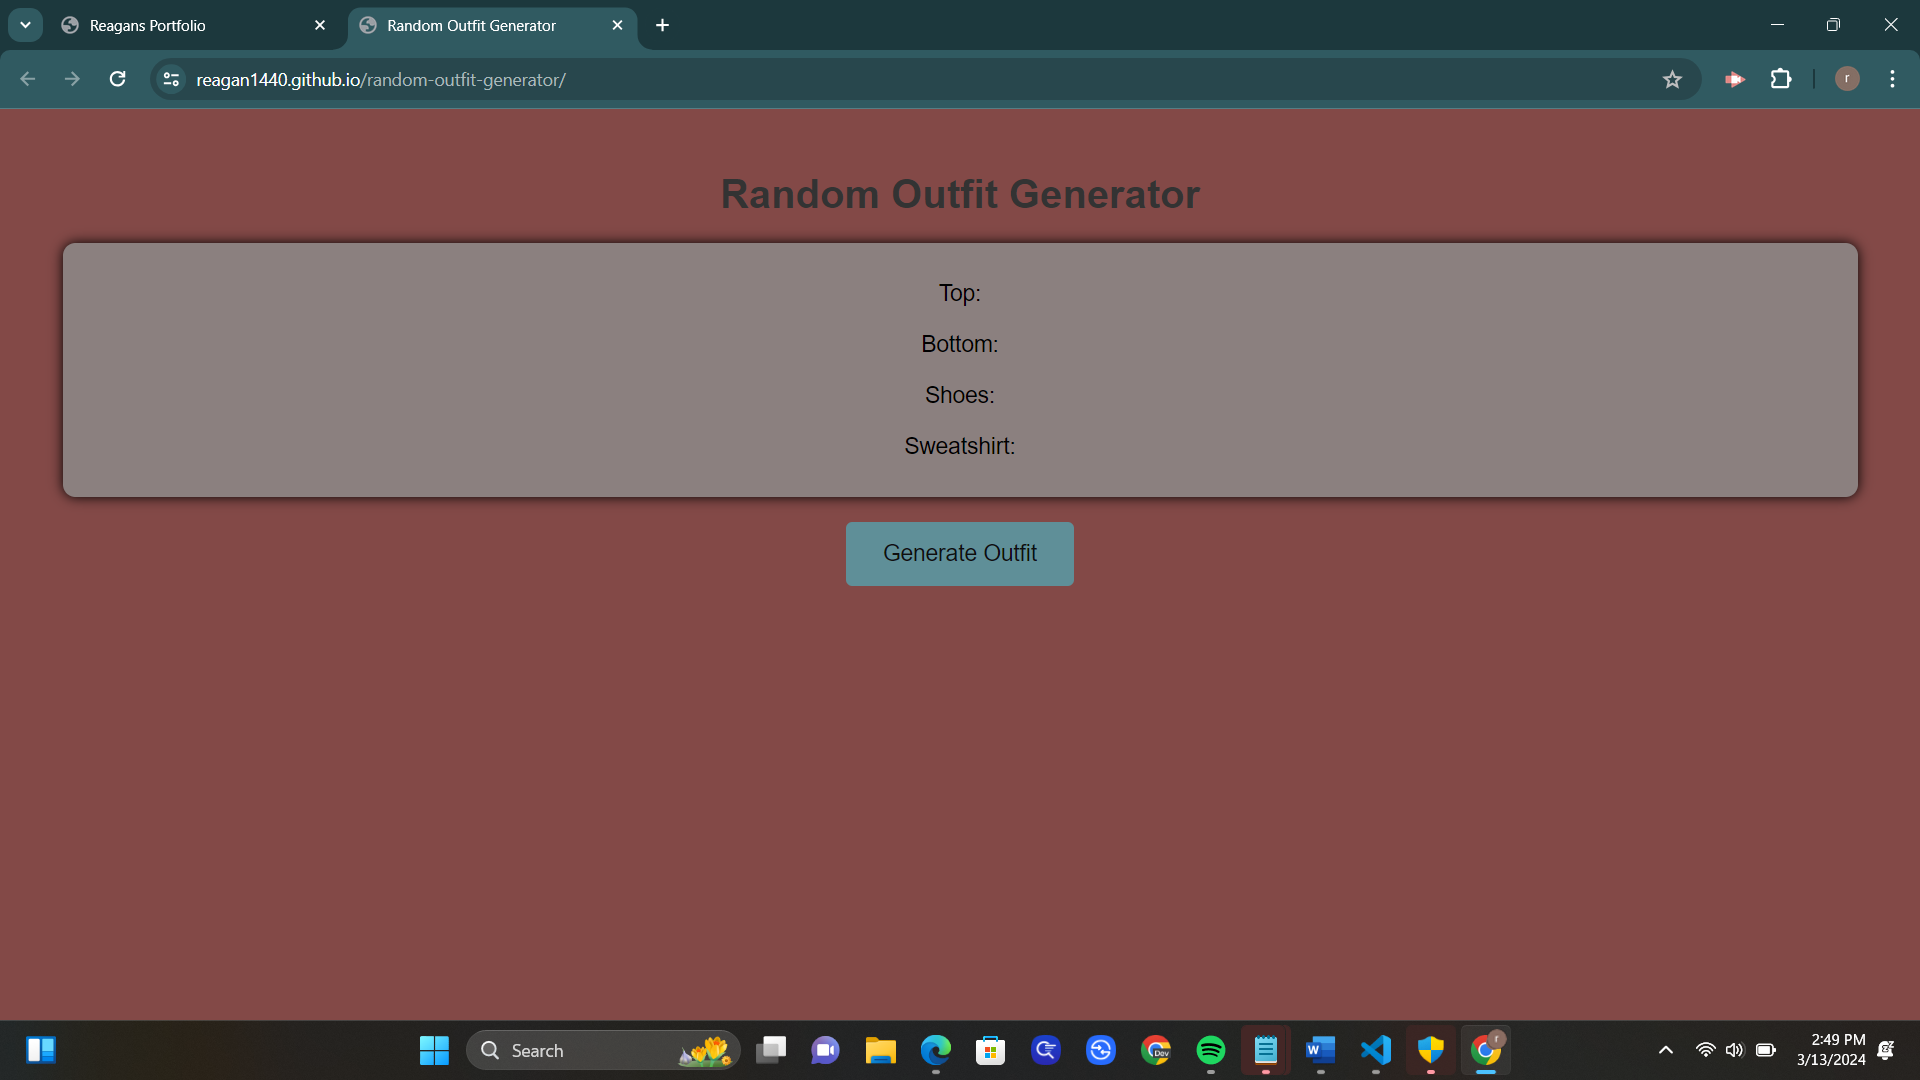 Reagans Portfolio
Random Outfit Generator
reagan1440.github.io/random-outfit-generator/
r
Random Outfit Generator
Top:
Bottom:
Shoes:
Sweatshirt:
Generate Outfit
Search
Dev
W
r
2:49 PM
3/13/2024